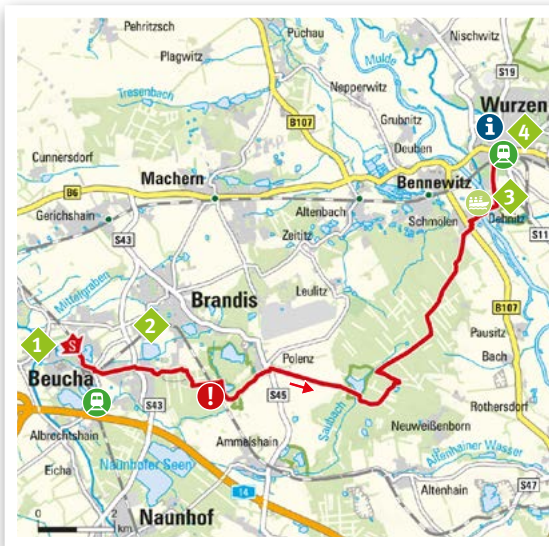 Pehritzsch
Püchau
Nischwitz
Plagwitz
Mulde
S19
Tresenbach
Nepperwitz
Wurzen
B107
Grubnitz
i
4
Cunnersdorf
Deuben
Machern
Bennewitz
3
B6
Gerichshain
Altenbach
Schmolen
Dehnitz
S43
Zeititz
S11
Mittelgraben
Leulitz
Brandis
B107
1
2
S
Pausitz
Polenz
Bach
Beucha
!
S43
S45
Rothersdorf
Saubach
Albrechtshain
Ammelshain
Neuweißenborn
Eicha
Naunhofer Seen
Altenhainer Wasser
14
Altenhain
S47
0 2
km
Naunhof